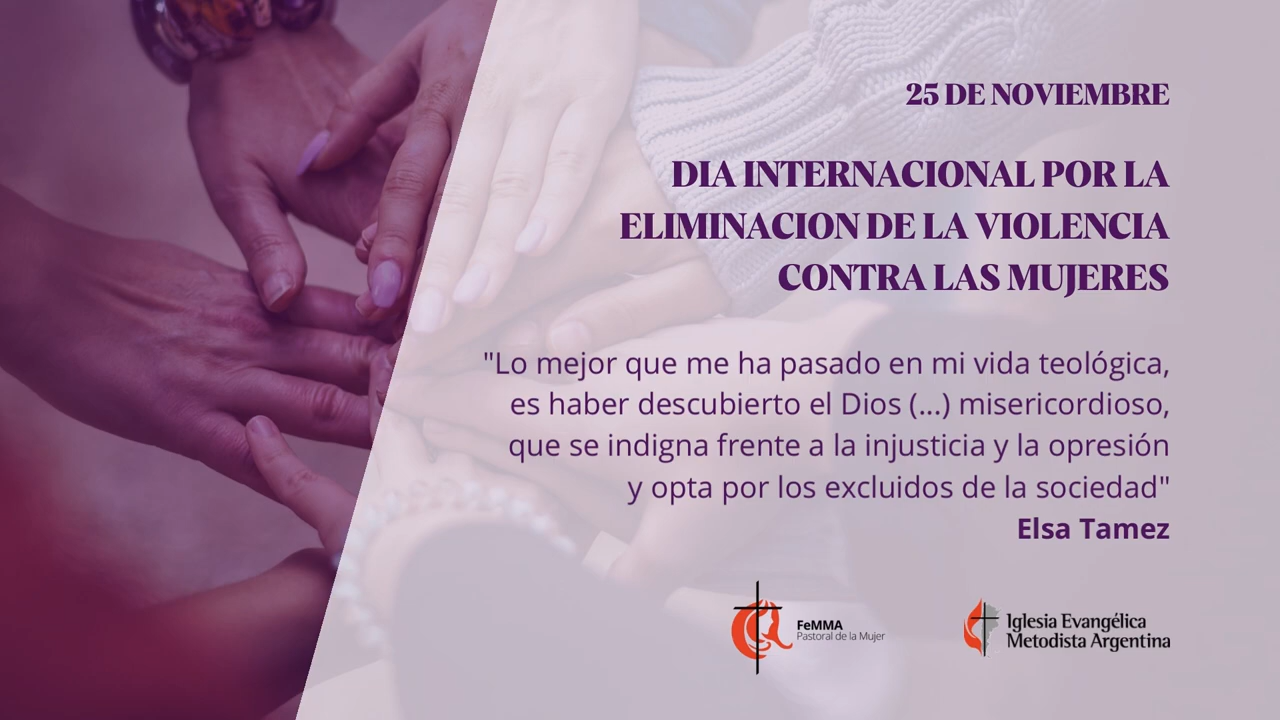 25 DE NOVIEMBRE
DIA INTERNACIONAL POR LA
ELIMINACION DE LA VIOLENCIA
CONTRA LAS MUJERES
"Lo mejor que me ha pasado en mi vida teológica,
es haber descubierto el Dios (...) misericordioso,
que se indigna frente a la injusticia y la opresión
y opta por los excluidos de la sociedad"
Elsa Tamez
FeMMA
Pastoral de la Mujer
Iglesia Evangélica
Metodista Argentina